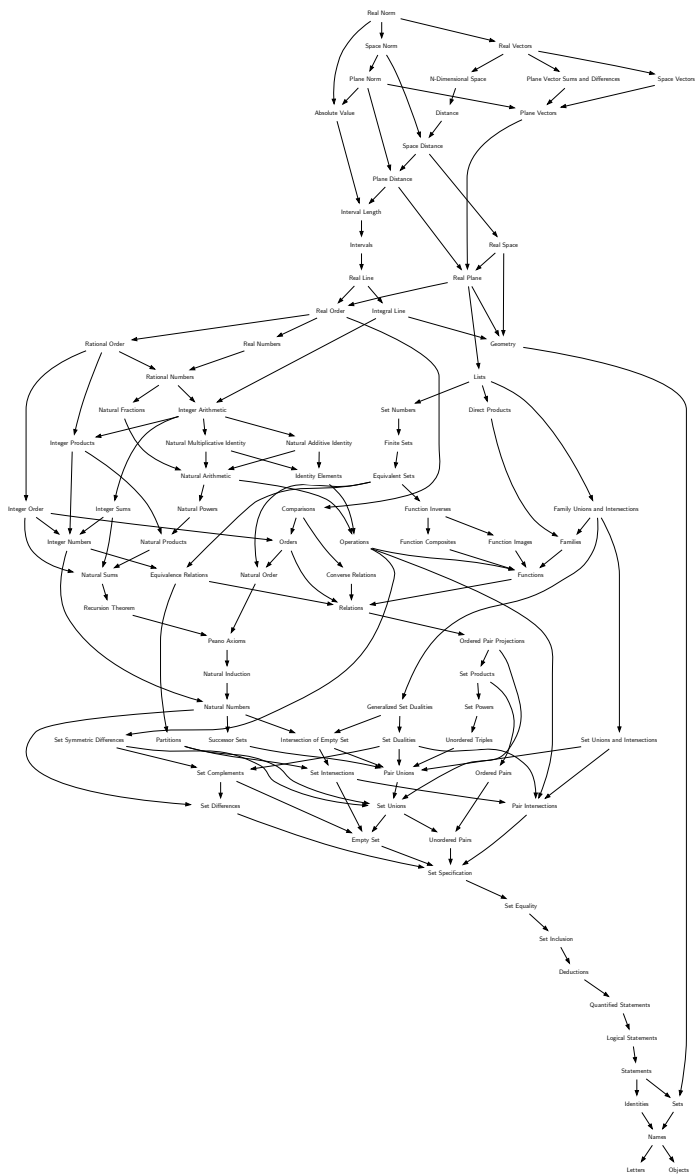 Real Norm
Space Norm
Real Vectors
Plane Norm
N-Dimensional Space
Plane Vector Sums and Differences
Space Vectors
Absolute Value
Distance
Plane Vectors
Space Distance
Plane Distance
Interval Length
Intervals
Real Space
Real Line
Real Plane
Real Order
Integral Line
Rational Order
Real Numbers
Geometry
Rational Numbers
Lists
Natural Fractions
Integer Arithmetic
Set Numbers
Direct Products
Integer Products
Natural Multiplicative Identity
Natural Additive Identity
Finite Sets
Natural Arithmetic
Identity Elements
Equivalent Sets
Integer Order
Integer Sums
Natural Powers
Comparisons
Function Inverses
Family Unions and Intersections
Integer Numbers
Natural Products
Orders
Operations
Function Composites
Function Images
Families
Natural Sums
Equivalence Relations
Natural Order
Converse Relations
Functions
Recursion Theorem
Relations
Peano Axioms
Ordered Pair Projections
Natural Induction
Set Products
Natural Numbers
Generalized Set Dualities
Set Powers
Set Symmetric Differences
Partitions
Successor Sets
Intersection of Empty Set
Set Dualities
Unordered Triples
Set Unions and Intersections
Set Complements
Set Intersections
Pair Unions
Ordered Pairs
Set Differences
Set Unions
Pair Intersections
Empty Set
Unordered Pairs
Set Specification
Set Equality
Set Inclusion
Deductions
Quantified Statements
Logical Statements
Statements
Identities
Sets
Names
Letters
Objects